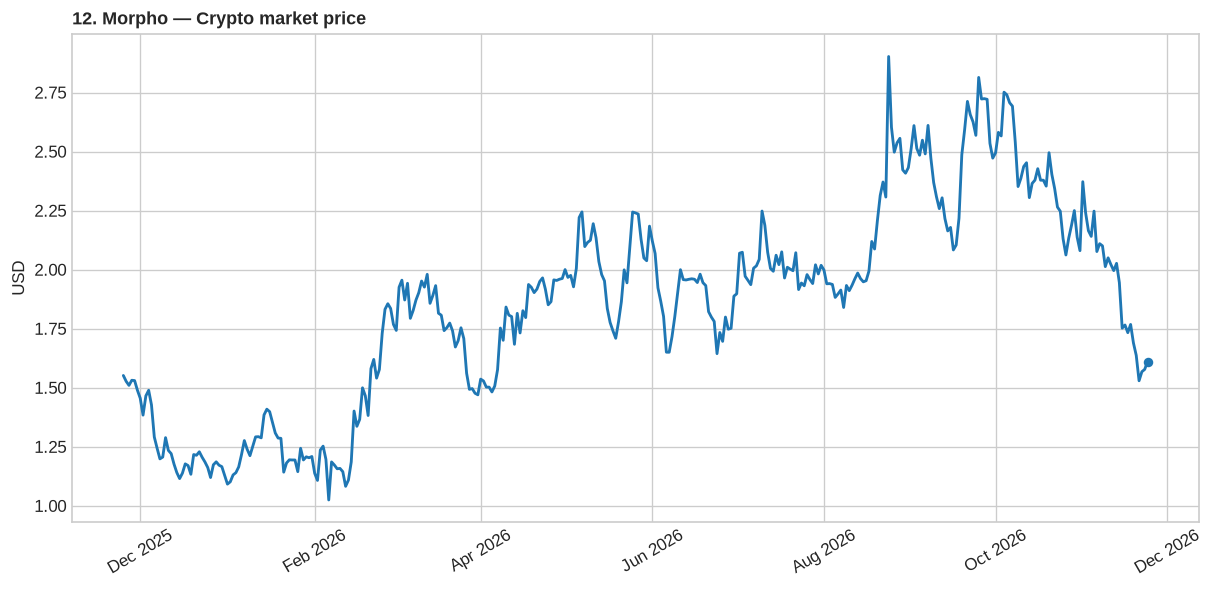 12. Morpho — Crypto market price
USD
2.75
2.50
2.25
2.00
1.75
1.50
1.25
1.00
Dec 2025
Feb 2026
Apr 2026
Jun 2026
Aug 2026
Oct 2026
Dec 2026